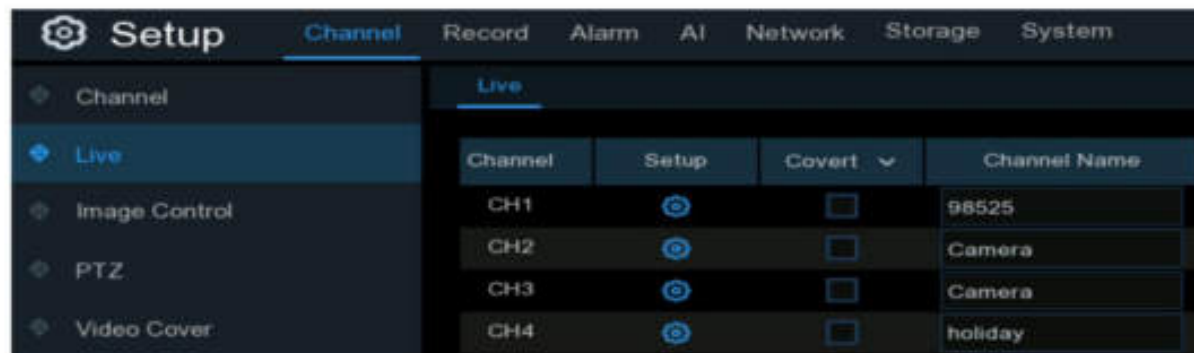 Setup Channel Record Alarm AI Network Storage System
Channel
Live
Image Control
PTZ
Video Cover
Live
Channel Setup Covert Channel Name
CH1 98525
CH2 Camera
CH3 Camera
CH4 holiday